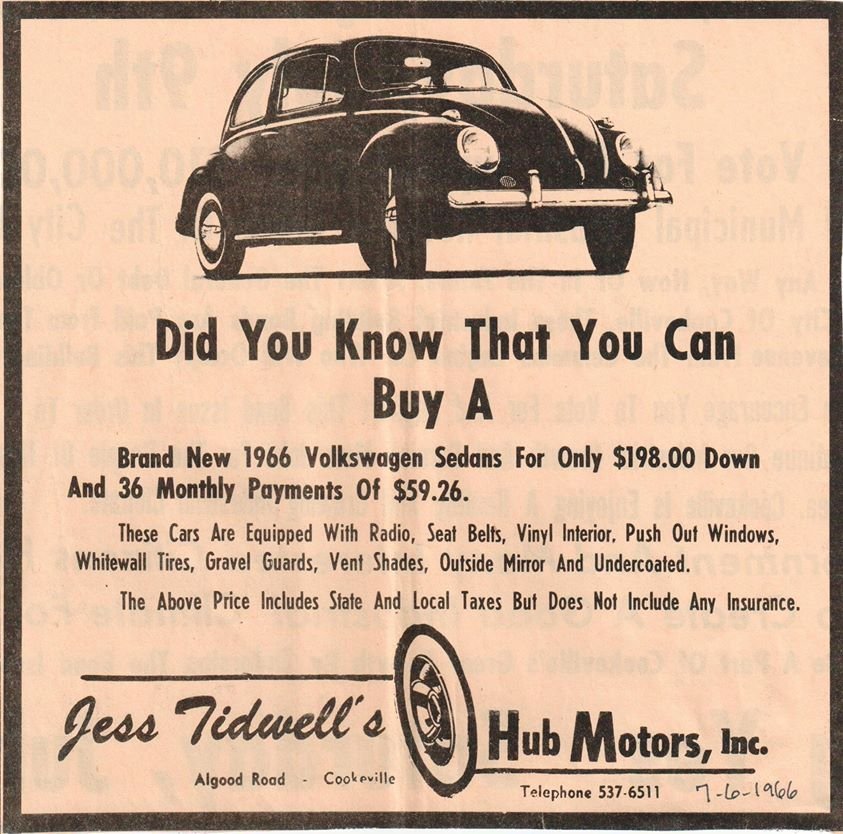 Did You Know That You Can
Buy A
Brand New 1966 Volkswagen Sedans For Only $198.00 Down
And 36 Monthly Payments Of $59.26.
These Cars Are Equipped With Radio, Seat Belts, Vinyl Interior, Push Out Windows,
Whitewall Tires, Gravel Guards, Vent Shades, Outside Mirror And Undercoated.
The Above Price Includes State And Local Taxes But Does Not Include Any Insurance.
Jess Tidwell's
Hub Motors, Inc.
Algood Road - Cookeville
Telephone 537-6511
7-6-1966